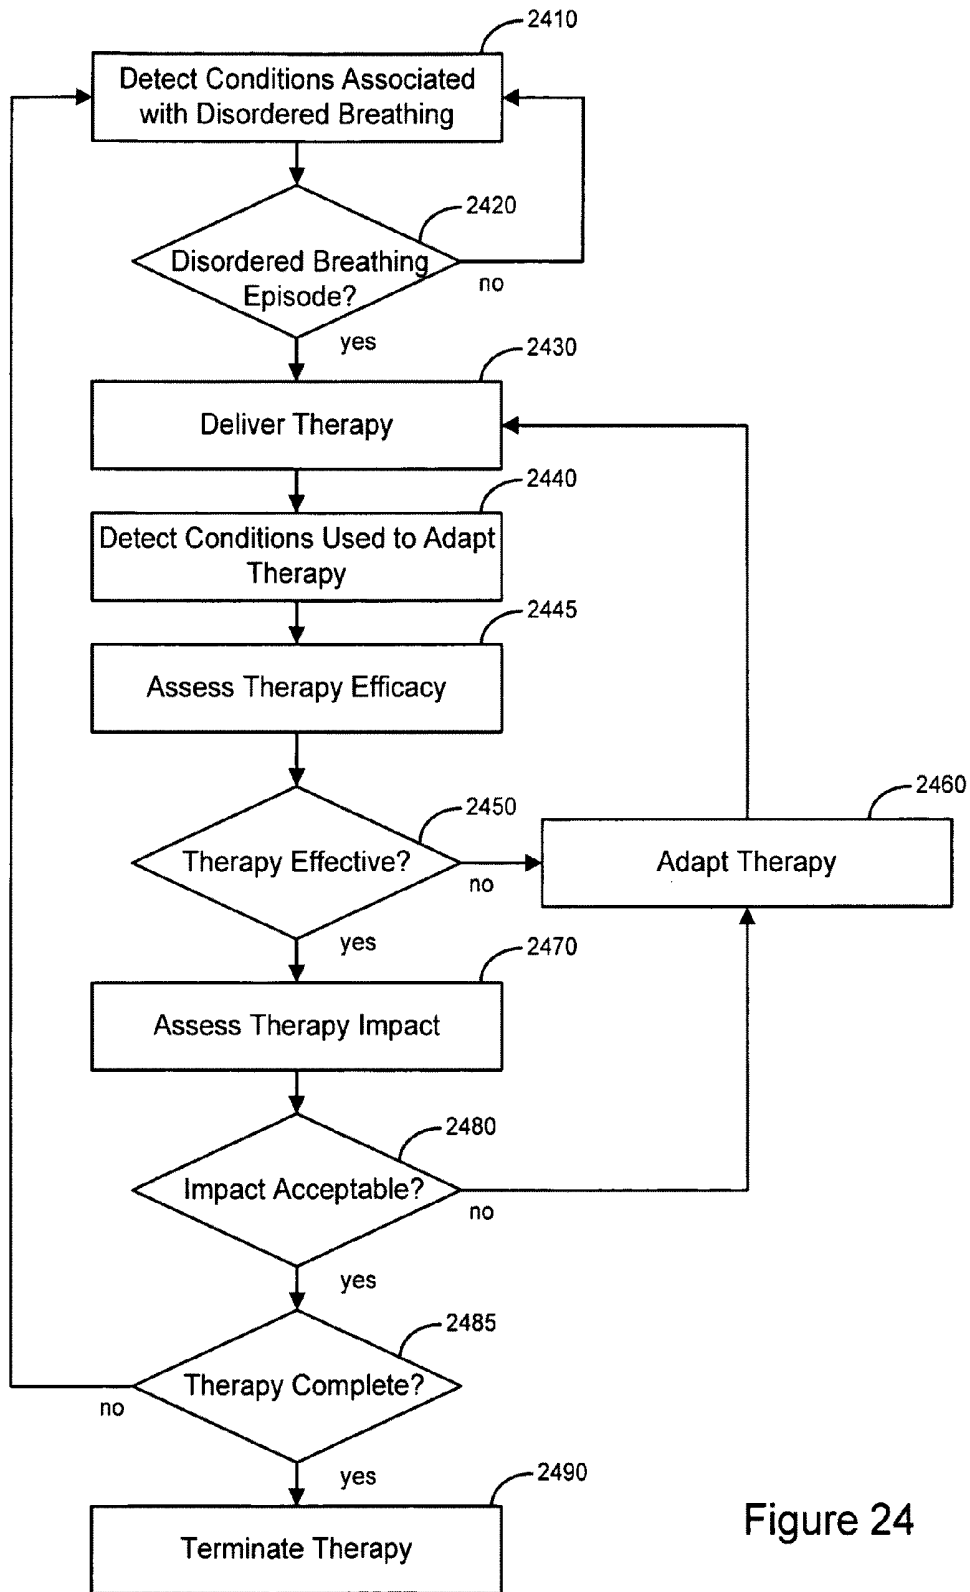 2410
Detect Conditions Associated
with Disordered Breathing
2420
Disordered Breathing
Episode?
no
yes
2430
Deliver Therapy
2440
Detect Conditions Used to Adapt
Therapy
2445
Assess Therapy Efficacy
2450
2460
Therapy Effective?
no
Adapt Therapy
yes
2470
Assess Therapy Impact
2480
Impact Acceptable?
no
yes
2485
Therapy Complete?
no
yes
2490
Terminate Therapy
Figure 24